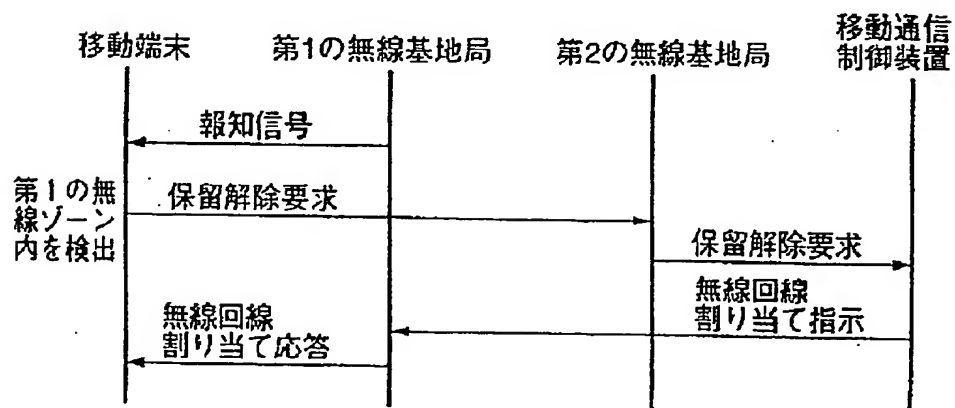 移動端末
第1の無線基地局
第2の無線基地局
移動通信
制御装置
報知信号
第1の無
線ゾーン
内を検出
保留解除要求
保留解除要求
無線回線
割り当て指示
無線回線
割り当て応答